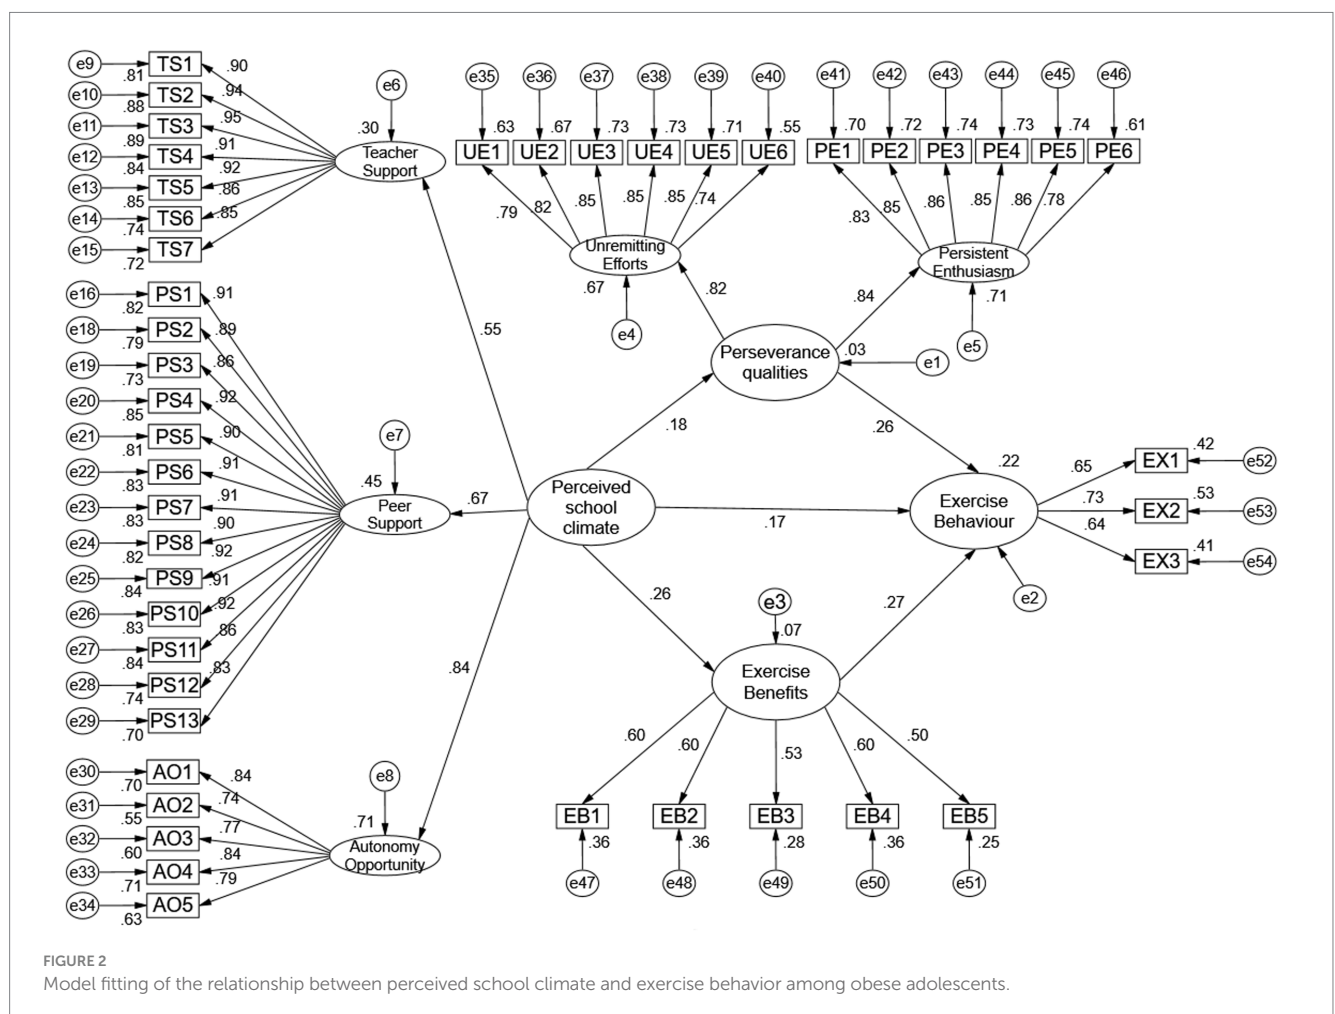 e9 TS1 .90
.81
e10 TS2 .94
.88
e11 TS3 .95
.89
e12 TS4 .91
.84
e13 TS5 .92
.85
e14 TS6 .86
.74
e15 TS7 .85
.72
e6
.30
Teacher
Support
e16 PS1 .91
.82
e18 PS2 .89
.79
e19 PS3 .86
.73
e20 PS4 .92
.85
e21 PS5 .90
.81
e22 PS6 .91
.83
e23 PS7 .91
.83
e24 PS8 .90
.82
e25 PS9 .92
.84
e26 PS10 .91
.83
e27 PS11 .92
.84
e28 PS12 .86
.74
e29 PS13 .83
.70
e7
.45
Peer
Support
e30 AO1 .84
.70
e31 AO2 .74
.55
e32 AO3 .77
.60
e33 AO4 .84
.71
e34 AO5 .79
.63
e8
.71
Autonomy
Opportunity
.55
.67
.84
Perceived
school
climate
.18
.17
.26
e35 e36 e37 e38 e39 e40
.63 .67 .73 .73 .71 .55
UE1 UE2 UE3 UE4 UE5 UE6
.79 .82 .85 .85 .85 .74
Unremitting
Efforts
.67
e4
.82
e41 e42 e43 e44 e45 e46
.70 .72 .74 .73 .74 .61
PE1 PE2 PE3 PE4 PE5 PE6
.83 .85 .86 .85 .86 .78
Persistent
Enthusiasm
.71
e5
.84
Perseverance
qualities
.03
e1
.26
.22
Exercise
Behaviour
e2
.65 EX1 .42 e52
.73 EX2 .53 e53
.64 EX3 .41 e54
.27
e3
.07
Exercise
Benefits
.60 .60 .53 .60 .50
EB1 EB2 EB3 EB4 EB5
.36 .36 .28 .36 .25
e47 e48 e49 e50 e51
FIGURE 2
Model fitting of the relationship between perceived school climate and exercise behavior among obese adolescents.